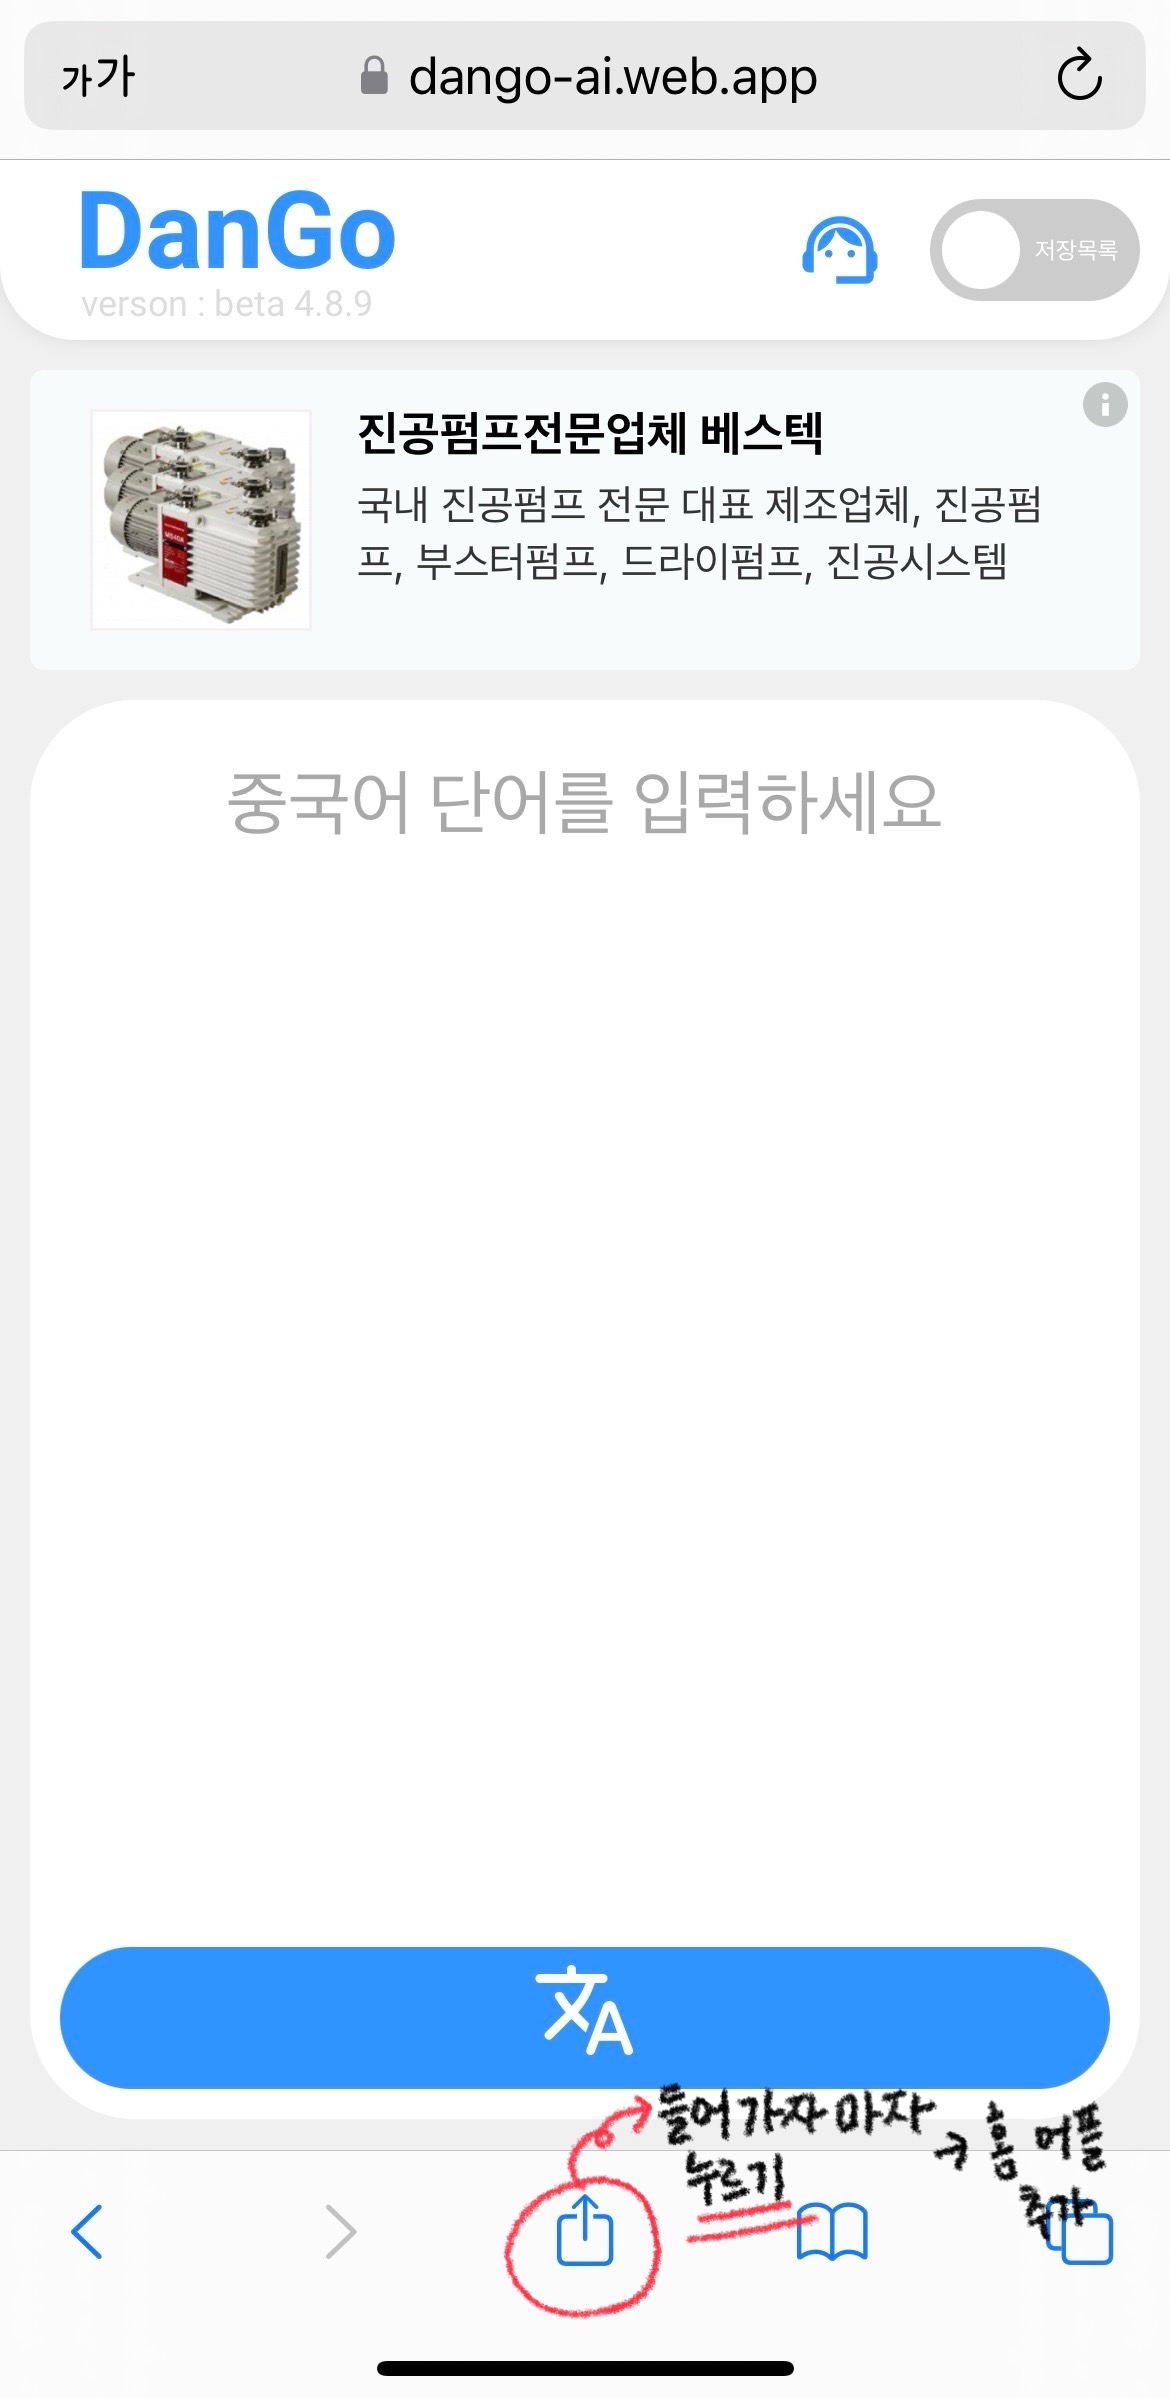 가가
dango-ai.web.app
DanGo
verson : beta 4.8.9
저장목록
진공펌프전문업체 베스텍
국내 진공펌프 전문 대표 제조업체, 진공펌
프, 부스터펌프, 드라이펌프, 진공시스템
MS40A
중국어 단어를 입력하세요
文A
들어가자 마자
누르기
→ 홈 어플
추가